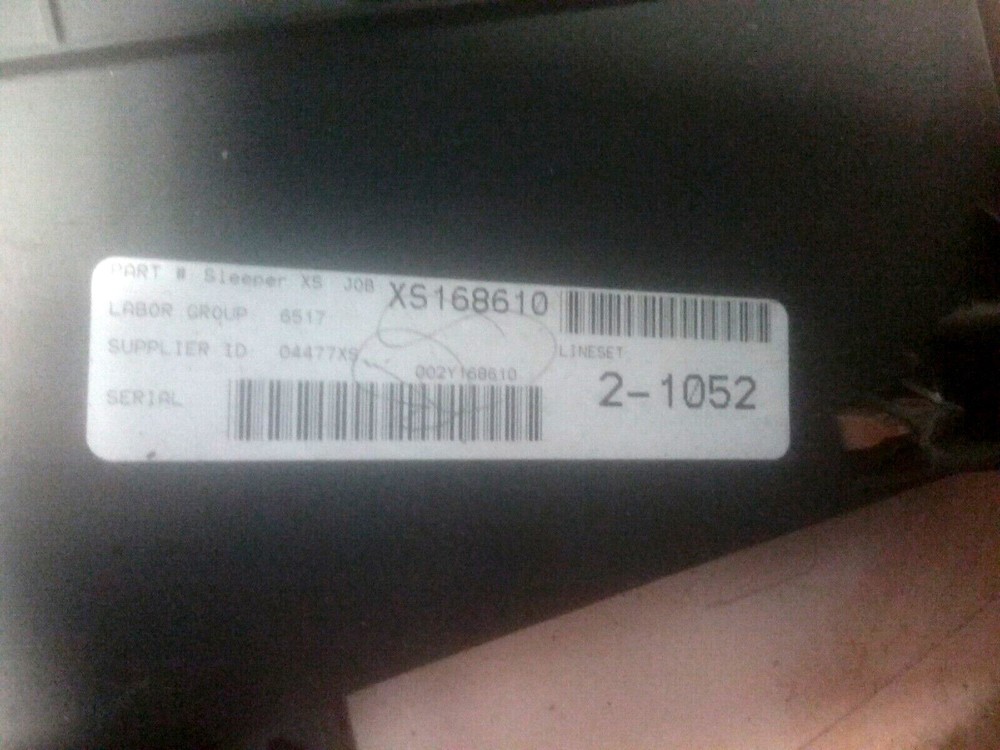 PART # Sleeper XS JOB XS168610
LABOR GROUP 6517
SUPPLIER ID 04477XS
LINESET
002Y168610
2-1052
SERIAL